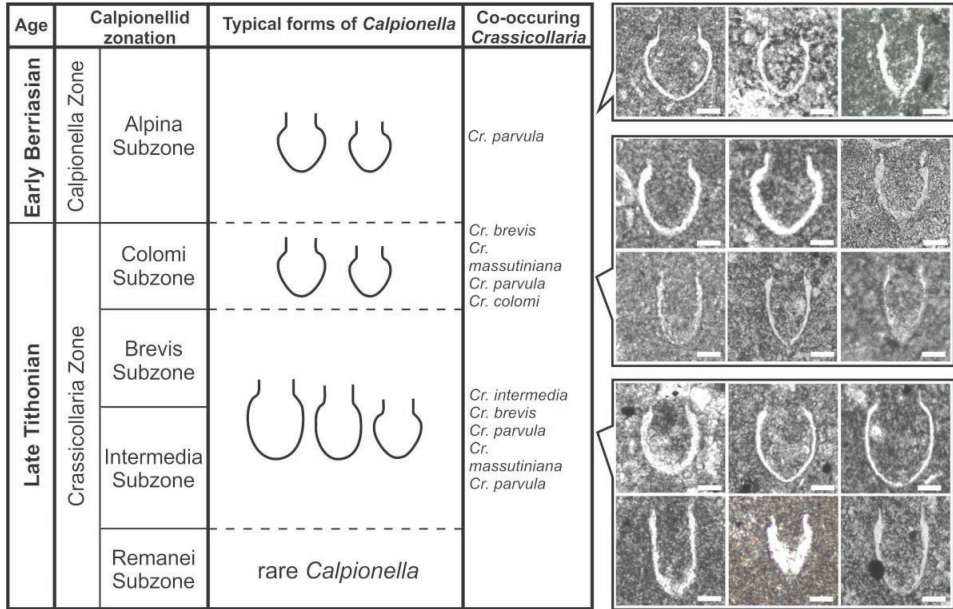 Age
Calpionellid
zonation
Typical forms of Calpionella
Co-occuring
Crassicollaria
Early Berriasian
Calpionella Zone
Alpina
Subzone
Cr. parvula
Late Tithonian
Crassicollaria Zone
Colomi
Subzone
Cr. brevis
Cr.
massutiniana
Cr. parvula
Cr. colomi
Brevis
Subzone
Intermedia
Subzone
Cr. intermedia
Cr. brevis
Cr. parvula
Cr.
massutiniana
Cr. parvula
Remanei
Subzone
rare Calpionella